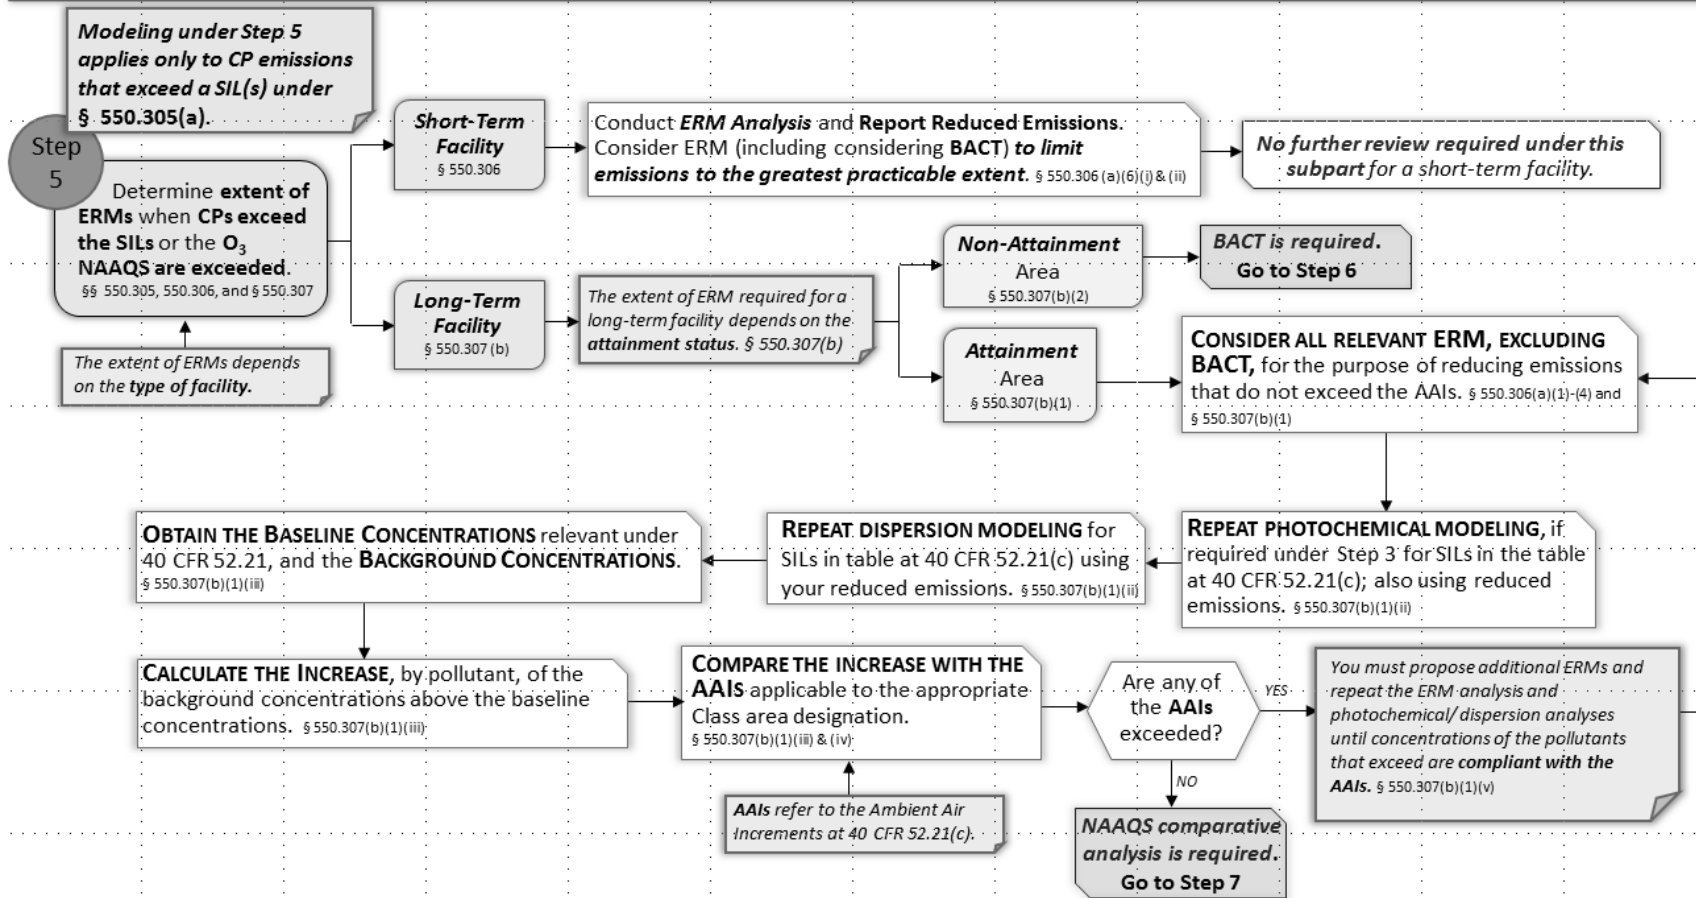 Modeling under Step 5
applies only to CP emissions
that exceed a SIL(s) under
§ 550.305(a).
Step
5
Determine extent of
ERMs when CPs exceed
the SILs or the O3
NAAQS are exceeded.
§§ 550.305, 550.306, and § 550.307
The extent of ERMs depends
on the type of facility.
Short-Term
Facility
§ 550.306
Conduct ERM Analysis and Report Reduced Emissions.
Consider ERM (including considering BACT) to limit
emissions to the greatest practicable extent. § 550.306 (a)(6)(i) & (ii)
No further review required under this
subpart for a short-term facility.
Long-Term
Facility
§ 550.307 (b)
The extent of ERM required for a
long-term facility depends on the
attainment status. § 550.307(b)
Non-Attainment
Area
§ 550.307(b)(2)
BACT is required.
Go to Step 6
Attainment
Area
§ 550.307(b)(1)
CONSIDER ALL RELEVANT ERM, EXCLUDING
BACT, for the purpose of reducing emissions
that do not exceed the AAIs. § 550.306(a)(1)-(4) and
§ 550.307(b)(1)
REPEAT PHOTOCHEMICAL MODELING, if
required under Step 3 for SILs in the table
at 40 CFR 52.21(c); also using reduced
emissions. § 550.307(b)(1)(ii)
REPEAT DISPERSION MODELING for
SILs in table at 40 CFR 52.21(c) using
your reduced emissions. § 550.307(b)(1)(ii)
OBTAIN THE BASELINE CONCENTRATIONS relevant under
40 CFR 52.21, and the BACKGROUND CONCENTRATIONS.
§ 550.307(b)(1)(iii)
CALCULATE THE INCREASE, by pollutant, of the
background concentrations above the baseline
concentrations. § 550.307(b)(1)(iii)
COMPARE THE INCREASE WITH THE
AAIs applicable to the appropriate
Class area designation.
§ 550.307(b)(1)(iii) & (iv)
AAIs refer to the Ambient Air
Increments at 40 CFR 52.21(c).
Are any of
the AAIs
exceeded?
YES
NO
You must propose additional ERMs and
repeat the ERM analysis and
photochemical/ dispersion analyses
until concentrations of the pollutants
that exceed are compliant with the
AAIs. § 550.307(b)(1)(v)
NAAQS comparative
analysis is required.
Go to Step 7